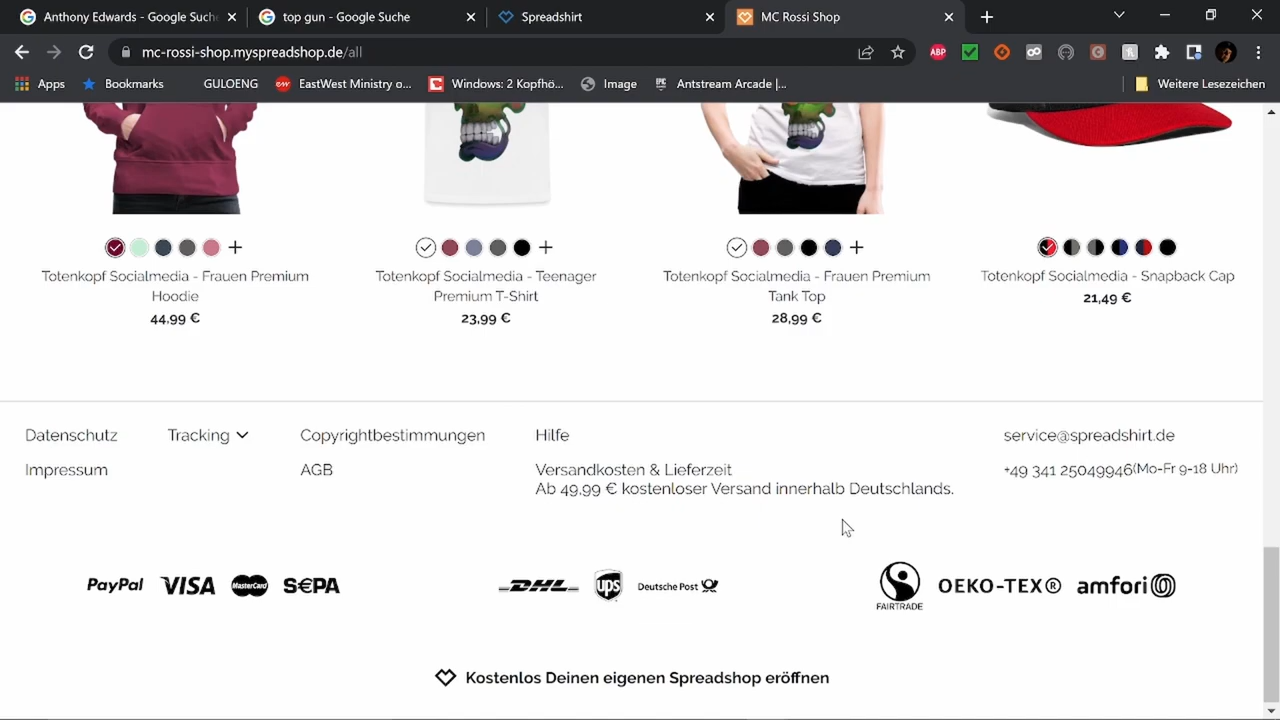 Anthony Edwards - Google Suche
top gun - Google Suche
Spreadshirt
MC Rossi Shop
mc-rossi-shop.myspreadshop.de/all
ABP
Apps
Bookmarks
GULOENG
EastWest Ministry o...
Windows: 2 Kopfhö...
Image
Antstream Arcade |...
Weitere Lesezeichen
Totenkopf Socialmedia - Frauen Premium
Hoodie
44,99 €
Totenkopf Socialmedia - Teenager
Premium T-Shirt
23,99 €
Totenkopf Socialmedia - Frauen Premium
Tank Top
28,99 €
Totenkopf Socialmedia - Snapback Cap
21,49 €
Datenschutz
Tracking
Copyrightbestimmungen
Hilfe
service@spreadshirt.de
Impressum
AGB
Versandkosten & Lieferzeit
Ab 49,99 € kostenloser Versand innerhalb Deutschlands.
+49 341 25049946(Mo-Fr 9-18 Uhr)
PayPal
VISA
MasterCard
S€PA
DHL
ups
Deutsche Post
FAIRTRADE
OEKO-TEX®
amfori
Kostenlos Deinen eigenen Spreadshop eröffnen